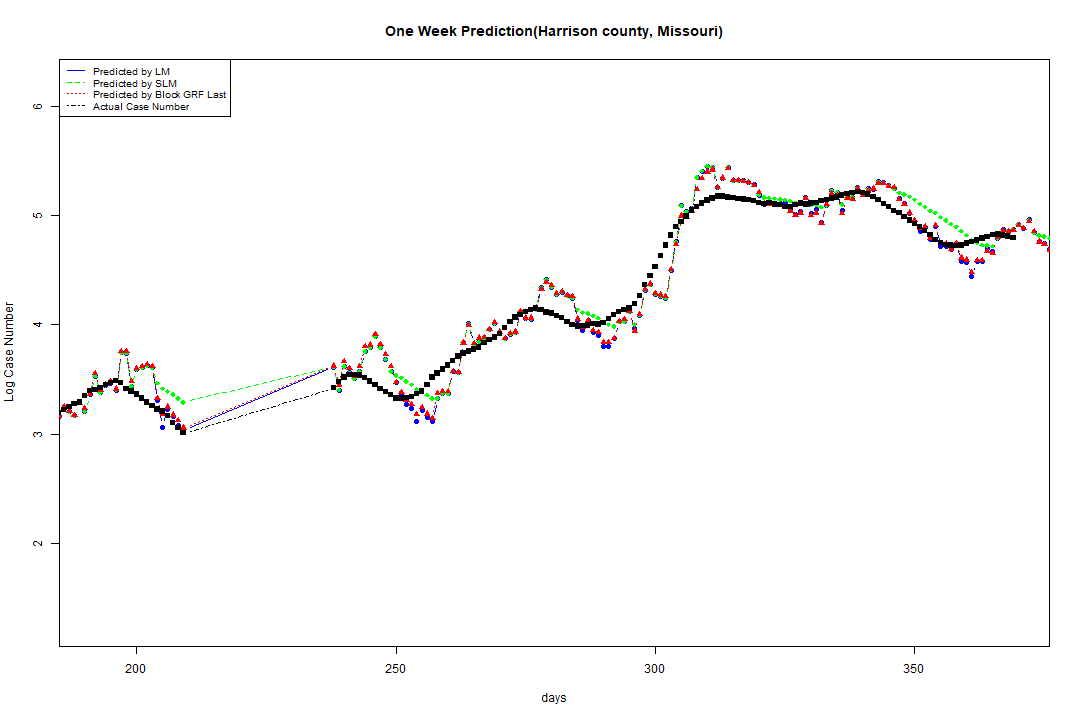 One Week Prediction(Harrison county, Missouri)
Predicted by LM
Predicted by SLM
Predicted by Block GRF Last
Actual Case Number
6
5
4
3
2
Log Case Number
200
250
300
350
days